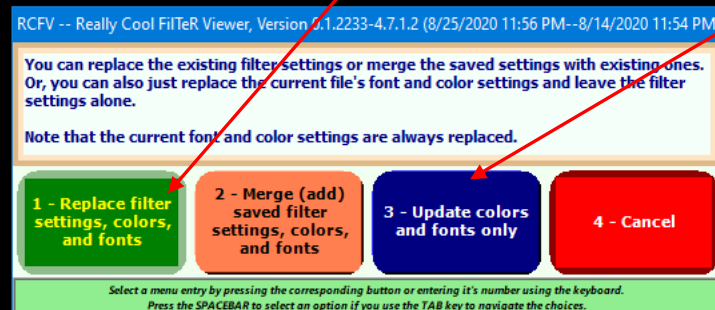 RCFV -- Really Cool FilTeR Viewer, Version 0.1.2233-4.7.1.2 (8/25/2020 11:56 PM--8/14/2020 11:54 PM
You can replace the existing filter settings or merge the saved settings with existing ones.
Or, you can also just replace the current file's font and color settings and leave the filter
settings alone.
Note that the current font and color settings are always replaced.
1 - Replace filter
settings, colors,
and fonts
2 - Merge (add)
saved filter
settings, colors,
and fonts
3 - Update colors
and fonts only
4 - Cancel
Select a menu entry by pressing the corresponding button or entering it's number using the keyboard.
Press the SPACEBAR to select an option if you use the TAB key to navigate the choices.